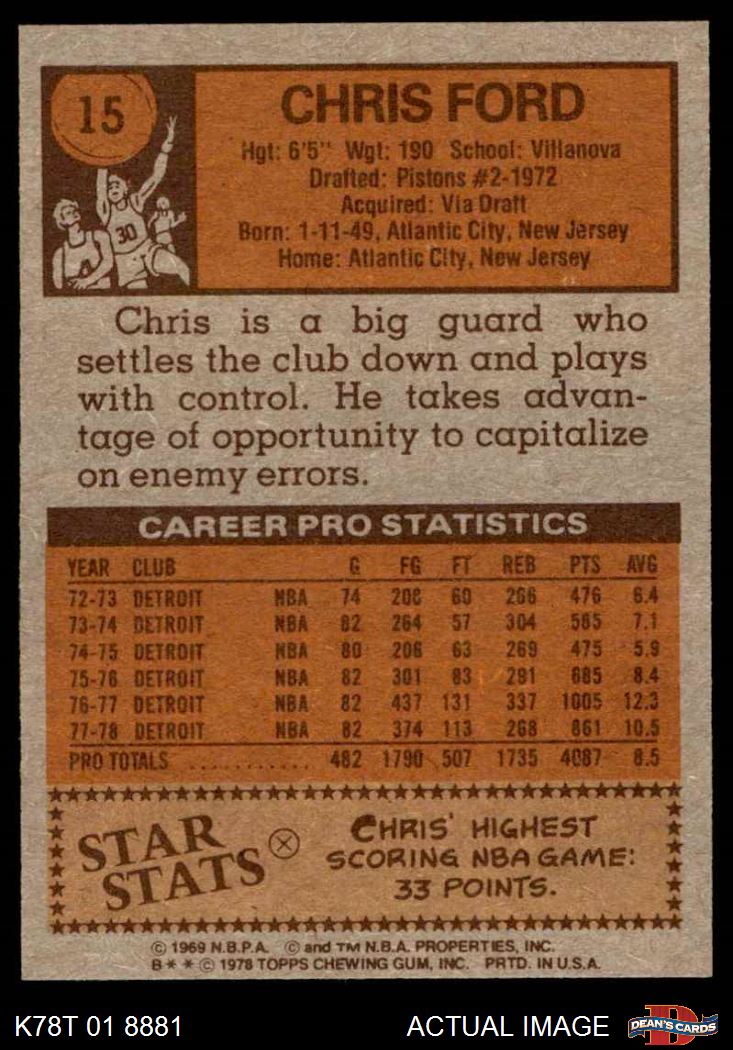 15
CHRIS FORD
Hgt: 6'5" Wgt: 190 School: Villanova
Drafted: Pistons #2-1972
Acquired: Via Draft
Born: 1-11-49, Atlantic City, New Jersey
Home: Atlantic City, New Jersey
30
Chris is a big guard who
settles the club down and plays
with control. He takes advan-
tage of opportunity to capitalize
on enemy errors.
CAREER PRO STATISTICS
YEAR CLUB G FG FT REB PTS AVG
72-73 DETROIT NBA 74 208 60 266 476 6.4
73-74 DETROIT NBA 82 264 57 304 585 7.1
74-75 DETROIT NBA 80 206 63 269 475 5.9
75-76 DETROIT NBA 82 301 83 291 685 8.4
76-77 DETROIT NBA 82 437 131 337 1005 12.3
77-78 DETROIT NBA 82 374 113 268 861 10.5
PRO TOTALS ........... 482 1790 507 1735 4087 8.5
STAR STATS
CHRIS' HIGHEST
SCORING NBA GAME:
33 POINTS.
© 1969 N.B.P.A. © and TM N.B.A. PROPERTIES, INC.
B * * © 1978 TOPPS CHEWING GUM, INC. PRTD. IN U.S.A.
K78T 01 8881 ACTUAL IMAGE DEAN'S CARDS